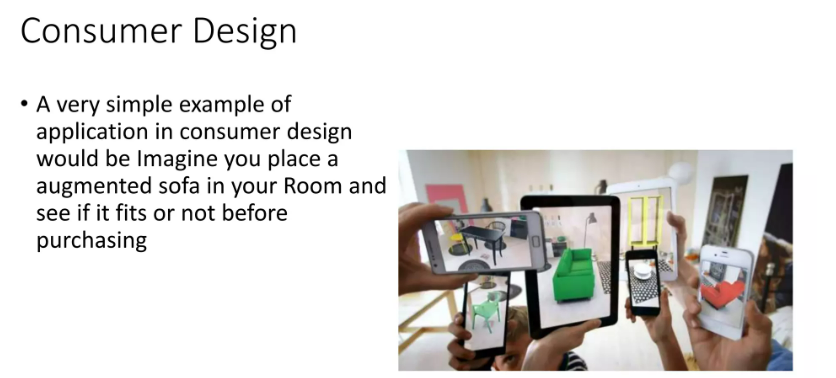 Consumer Design
• A very simple example of
application in consumer design
would be Imagine you place a
augmented sofa in your Room and
see if it fits or not before
purchasing